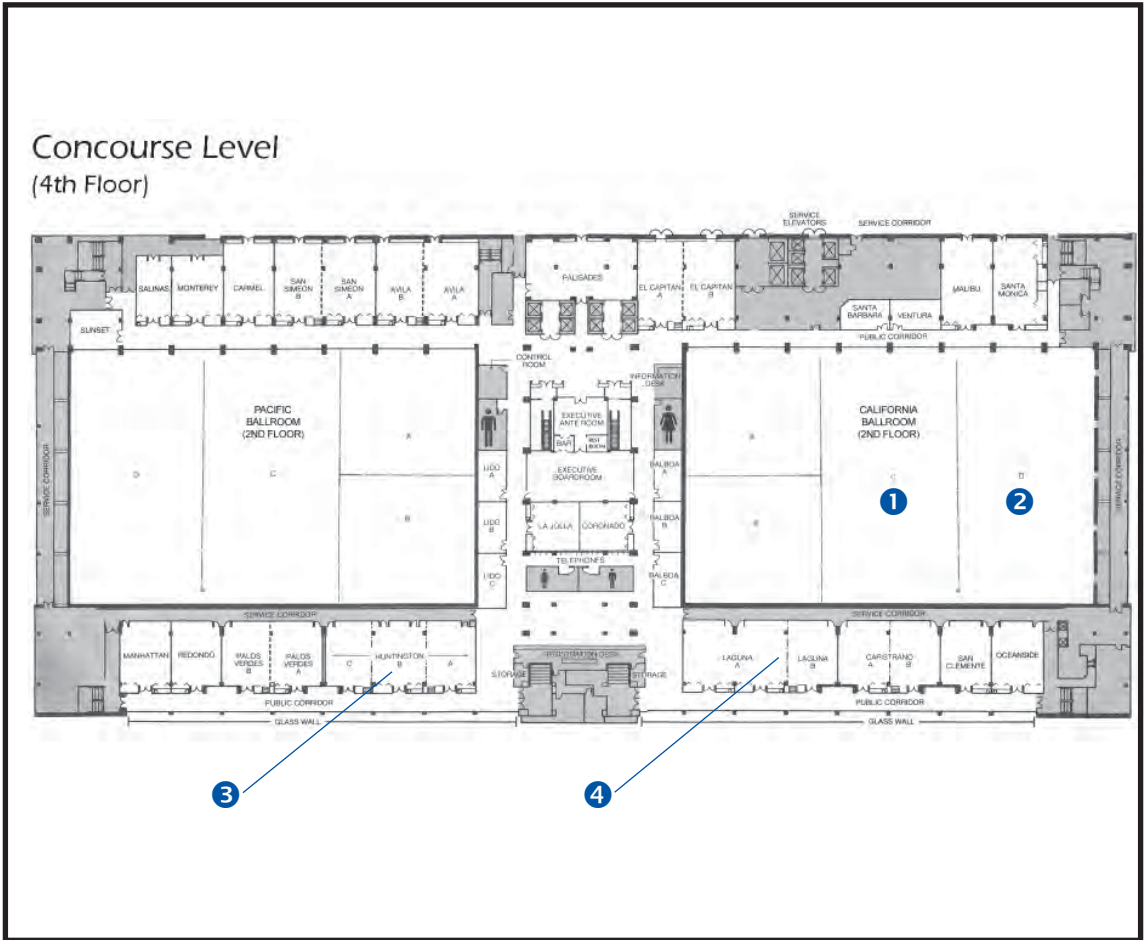 Concourse Level
(4th Floor)
SERVICE
ELEVATORS
SERVICE CORRIDOR
SALINAS
MONTEREY
CARMEL
SAN
SIMEON
B
SAN
SIMEON
A
AVILA
B
AVILA
A
PALISADES
EL CAPITAN
A
EL CAPITAN
B
SANTA
BARBARA
VENTURA
MALIBU
SANTA
MONICA
SUNSET
PUBLIC CORRIDOR
CONTROL
ROOM
INFORMATION
DESK
PACIFIC
BALLROOM
(2ND FLOOR)
A
B
C
D
SERVICE CORRIDOR
EXECUTIVE
ANTE ROOM
BAR
REST
ROOM
EXECUTIVE
BOARDROOM
LIDO
A
LIDO
B
LIDO
C
LA JOLLA
CORONADO
TELEPHONES
BALBOA
A
BALBOA
B
BALBOA
C
CALIFORNIA
BALLROOM
(2ND FLOOR)
A
C
D
1
2
SERVICE CORRIDOR
SERVICE CORRIDOR
SERVICE CORRIDOR
MANHATTAN
REDONDO
PALOS
VERDES
B
PALOS
VERDES
A
HUNTINGTON
C
B
A
REGISTRATION DESK
STORAGE
STORAGE
LAGUNA
A
LAGUNA
B
CAPISTRANO
A
B
SAN
CLEMENTE
OCEANSIDE
PUBLIC CORRIDOR
PUBLIC CORRIDOR
GLASS WALL
GLASS WALL
3
4